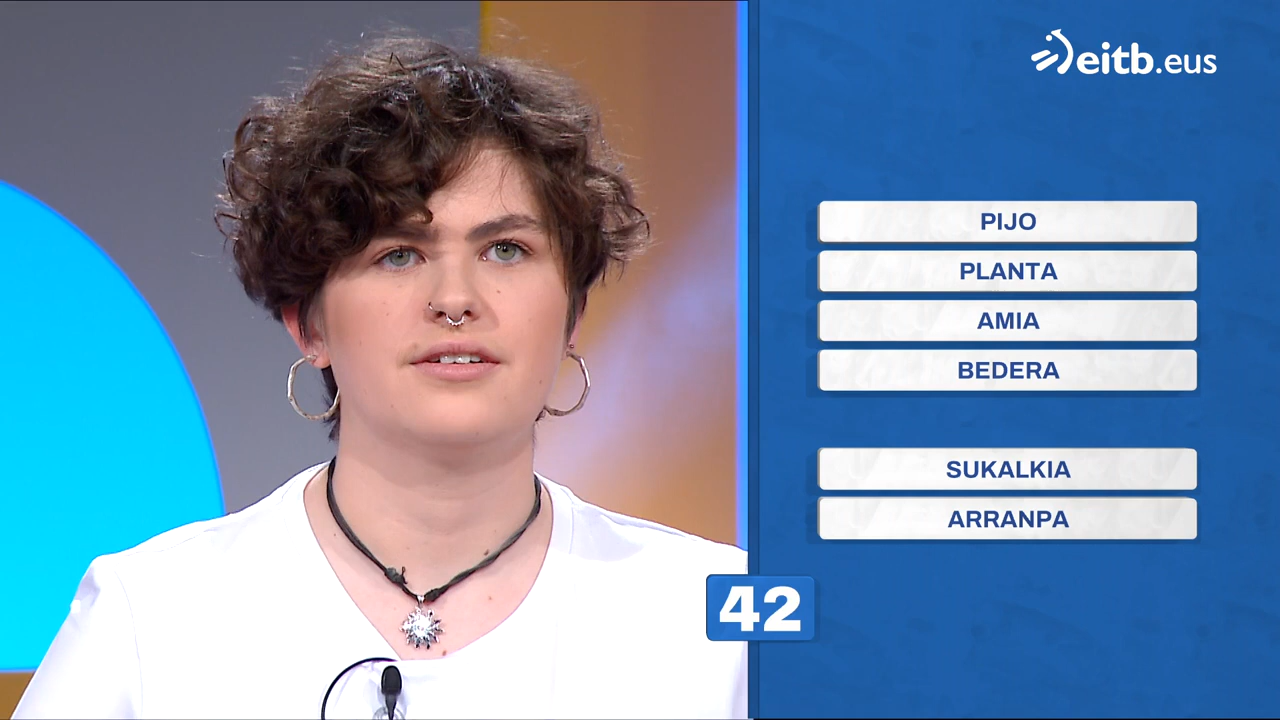 eitb.eus
PIJO
PLANTA
AMIA
BEDERA
SUKALKIA
ARRANPA
42